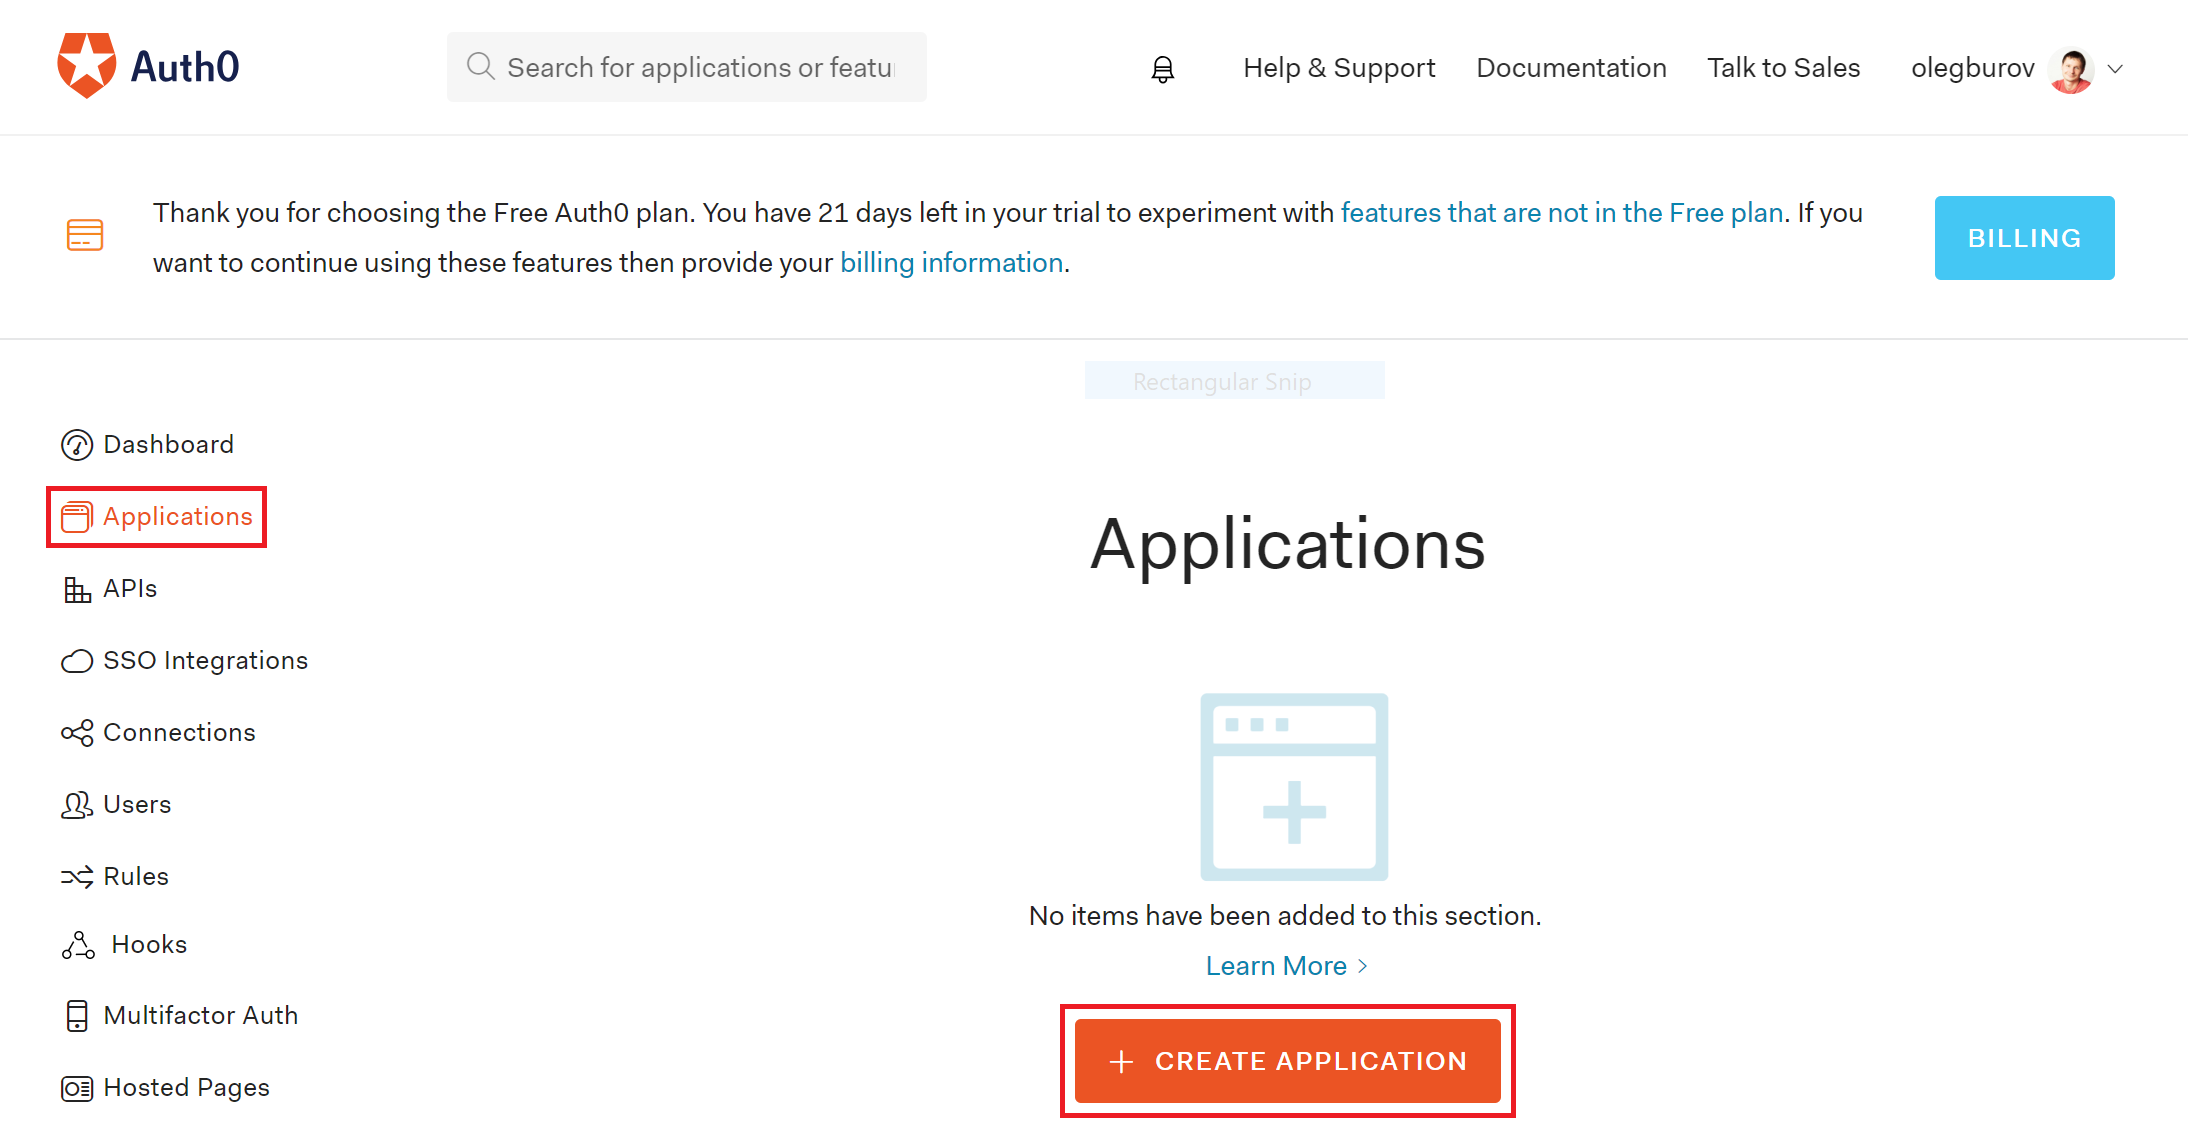 Auth0
Search for applications or featu
Help & Support
Documentation
Talk to Sales
olegburov
Thank you for choosing the Free Auth0 plan. You have 21 days left in your trial to experiment with features that are not in the Free plan. If you
want to continue using these features then provide your billing information.
BILLING
Rectangular Snip
Dashboard
Applications
APIs
SSO Integrations
Connections
Users
Rules
Hooks
Multifactor Auth
Hosted Pages
Applications
No items have been added to this section.
Learn More
CREATE APPLICATION